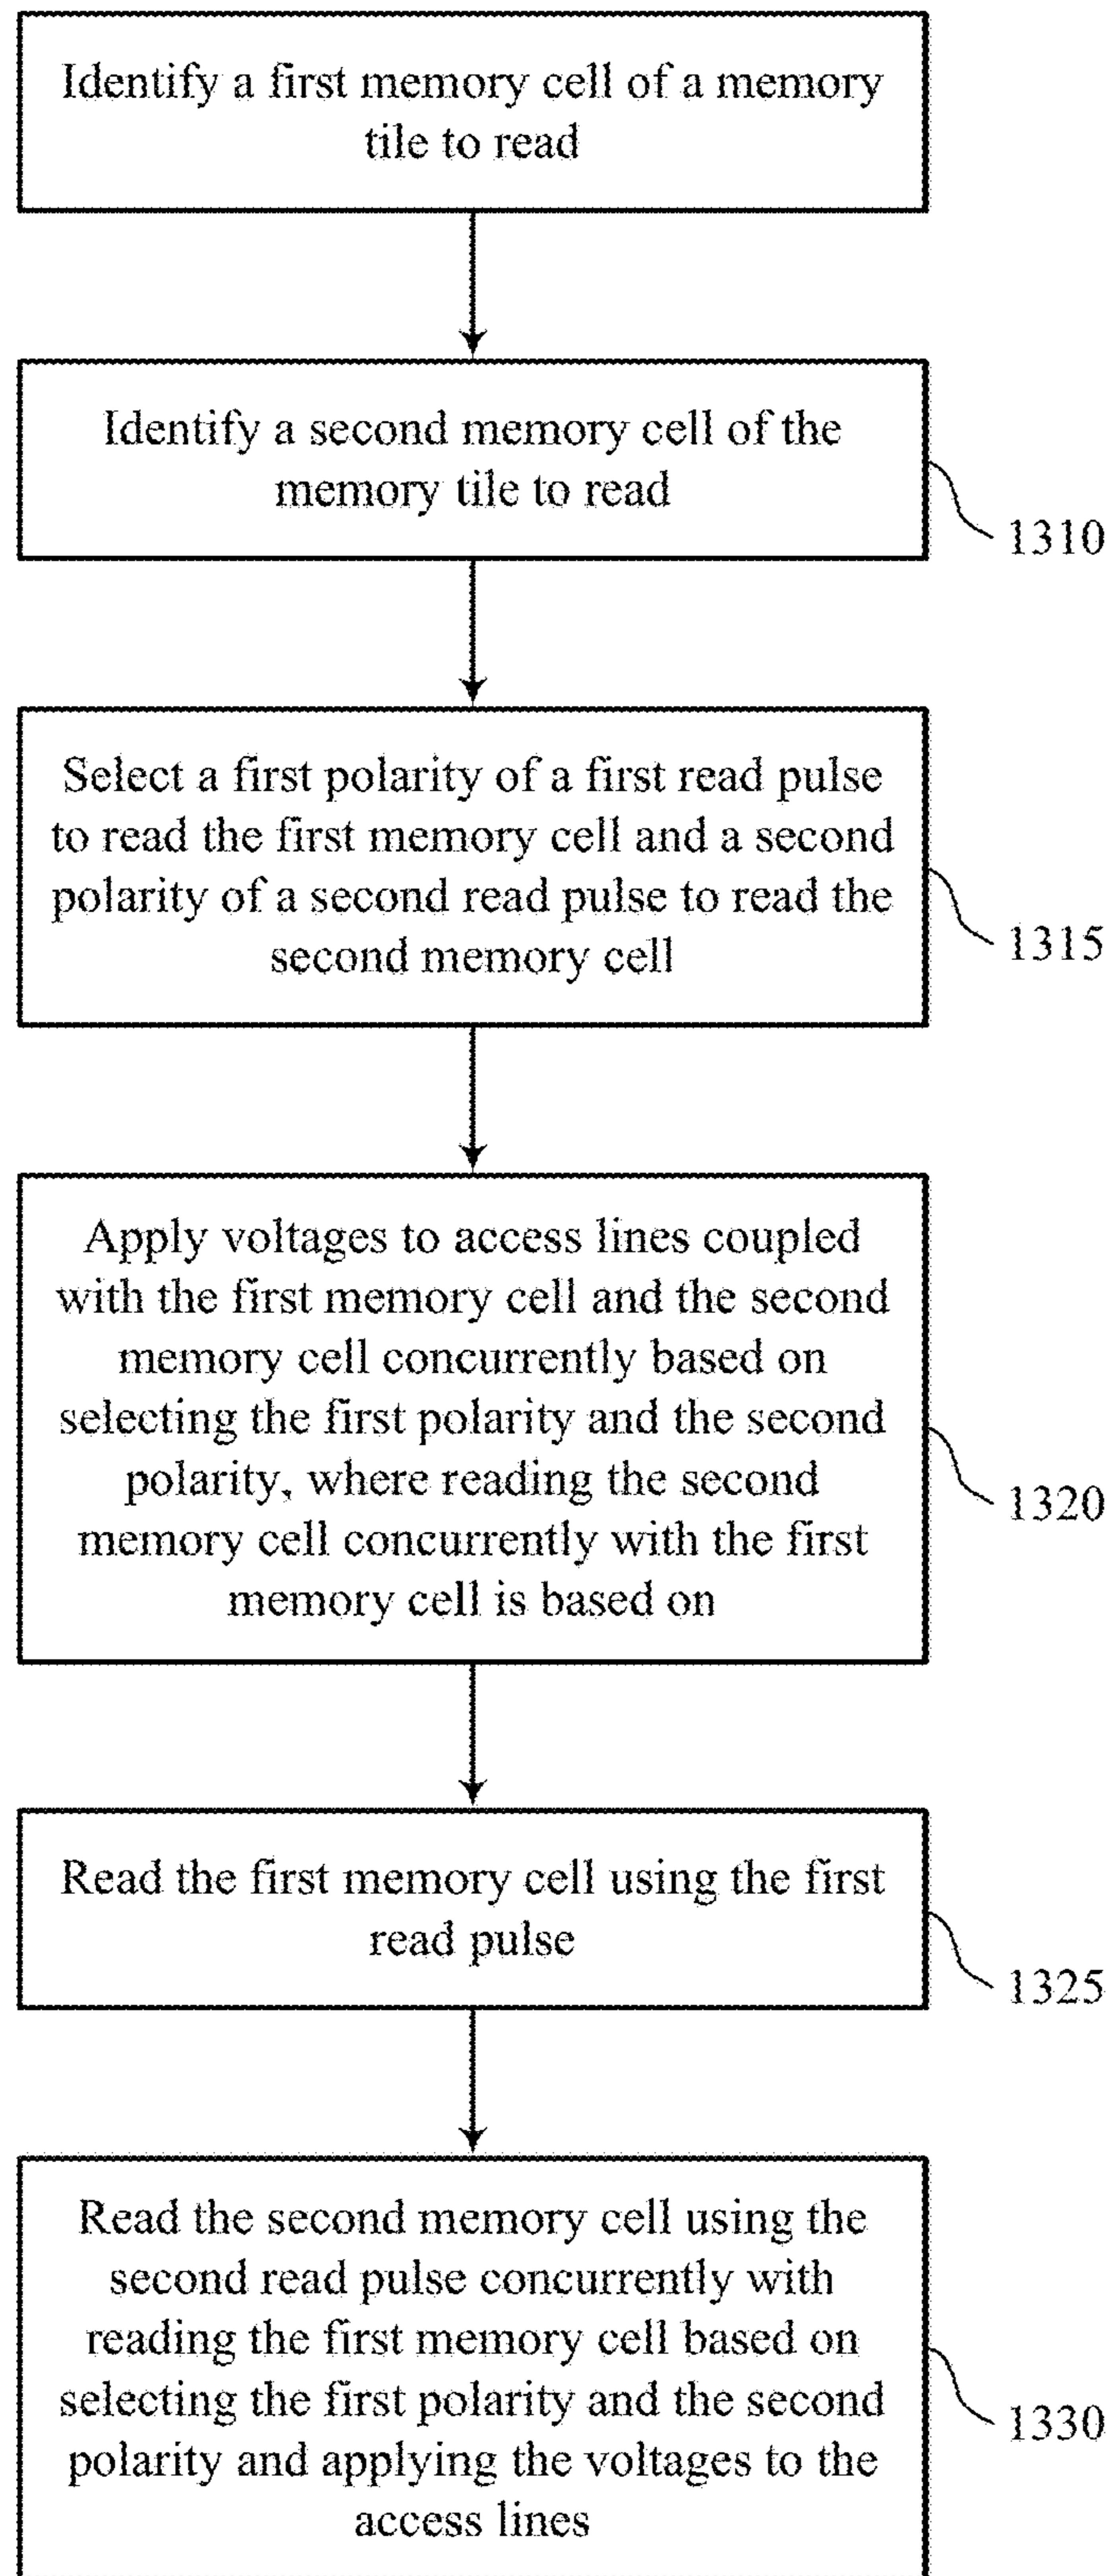 Identify a first memory cell of a memory
tile to read
Identify a second memory cell of the
memory tile to read
1310
Select a first polarity of a first read pulse
to read the first memory cell and a second
polarity of a second read pulse to read the
second memory cell
1315
Apply voltages to access lines coupled
with the first memory cell and the second
memory cell concurrently based on
selecting the first polarity and the second
polarity, where reading the second
memory cell concurrently with the first
memory cell is based on
1320
Read the first memory cell using the first
read pulse
1325
Read the second memory cell using the
second read pulse concurrently with
reading the first memory cell based on
selecting the first polarity and the second
polarity and applying the voltages to the
access lines
1330